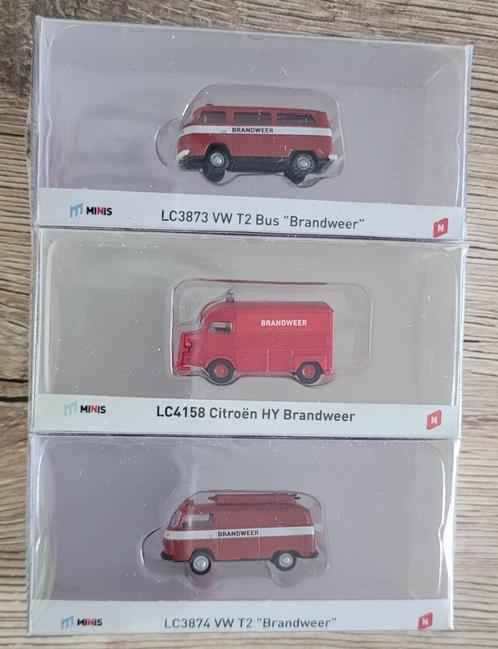 BRANDWEER
MINIS
LC3873 VW T2 Bus "Brandweer"
N
BRANDWEER
MINIS
LC4158 Citroën HY Brandweer
N
BRANDWEER
MINIS
LC3874 VW T2 "Brandweer"
N